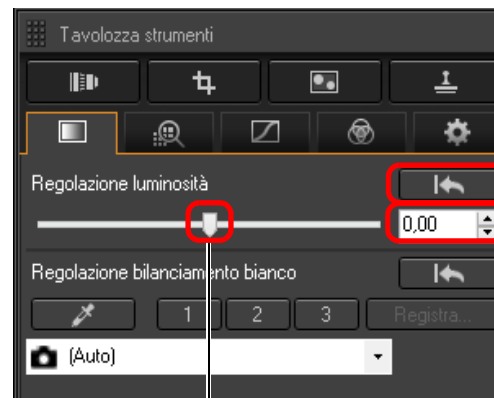 Tavolozza strumenti
Regolazione luminosità
0,00
Regolazione bilanciamento bianco
1 2 3 Registra...
(Auto)